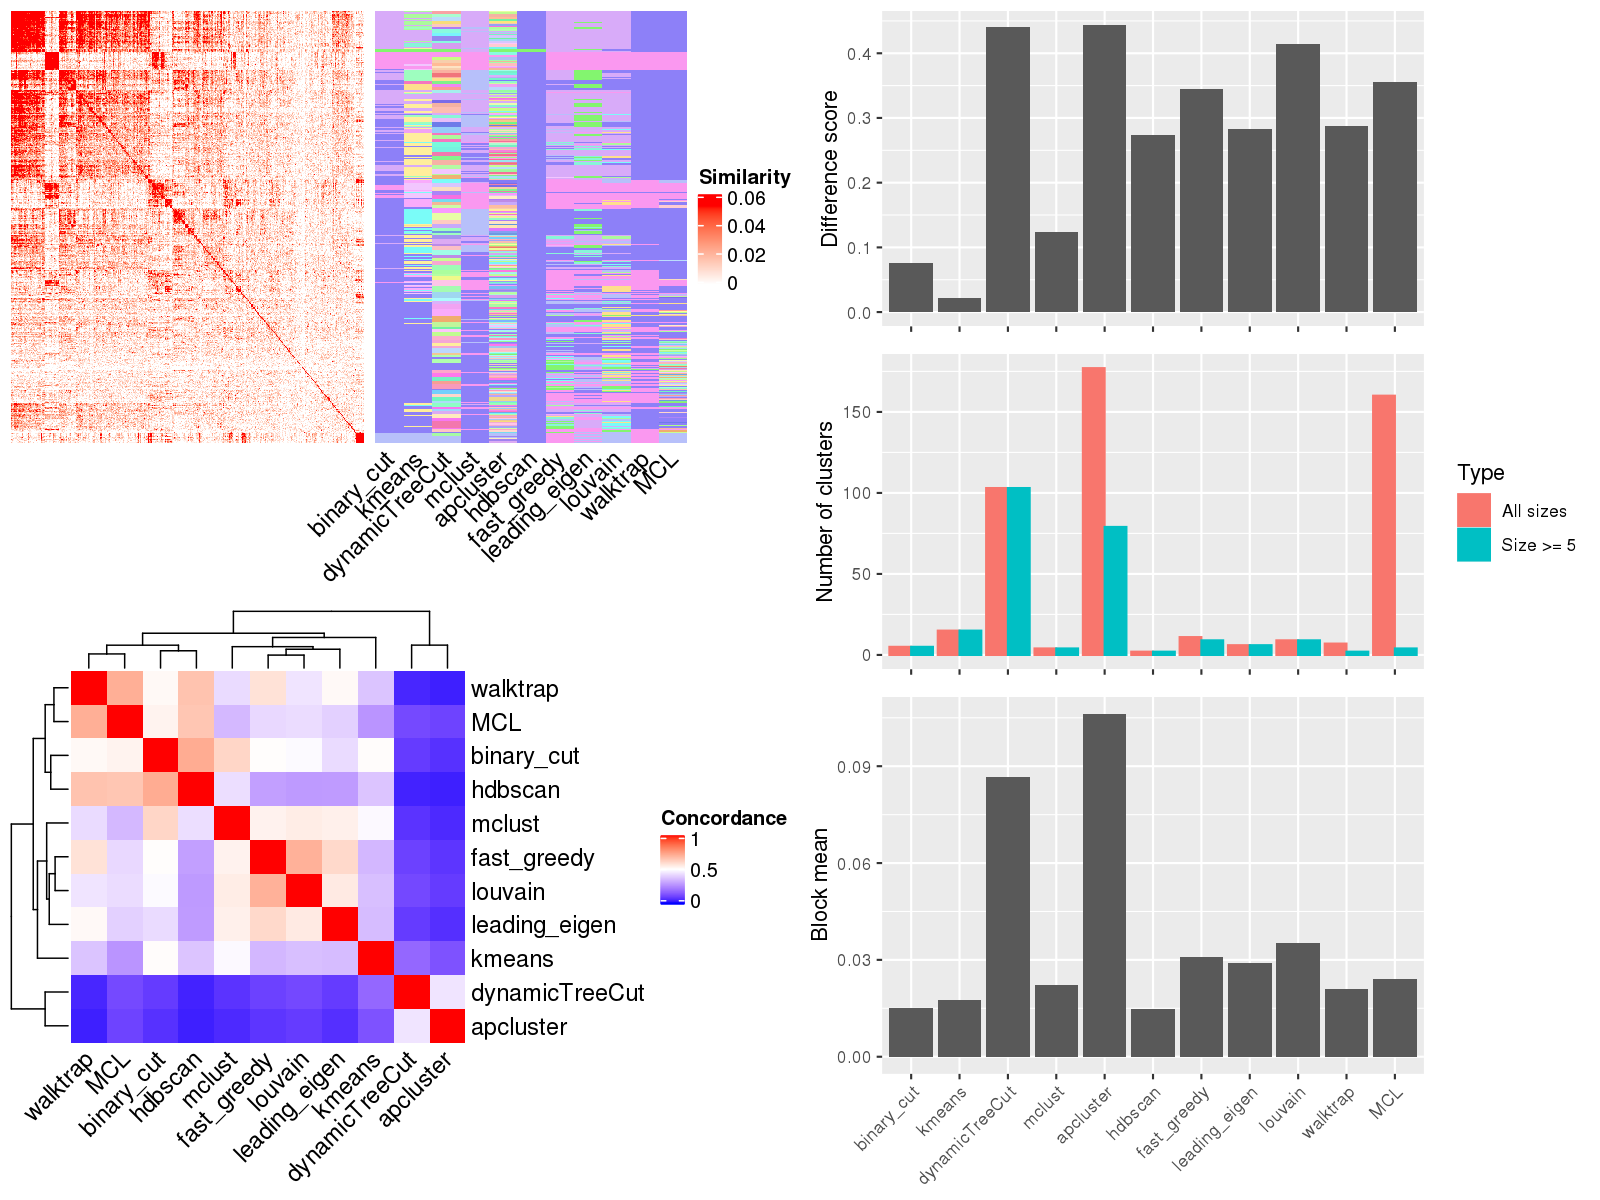 binary_cut
kmeans
dynamicTreeCut
mclust
apcluster
hdbscan
fast_greedy
leading_eigen
louvain
walktrap
MCL
Similarity
0.06
0.04
0.02
0
walktrap
MCL
binary_cut
hdbscan
mclust
fast_greedy
louvain
leading_eigen
kmeans
dynamicTreeCut
apcluster
walktrap
MCL
binary_cut
hdbscan
mclust
fast_greedy
louvain
leading_eigen
kmeans
dynamicTreeCut
apcluster
Concordance
1
0.5
0
Difference score
0.4
0.3
0.2
0.1
0.0
Number of clusters
150
100
50
0
Type
All sizes
Size >= 5
Block mean
0.09
0.06
0.03
0.00
binary_cut
kmeans
dynamicTreeCut
mclust
apcluster
hdbscan
fast_greedy
leading_eigen
louvain
walktrap
MCL